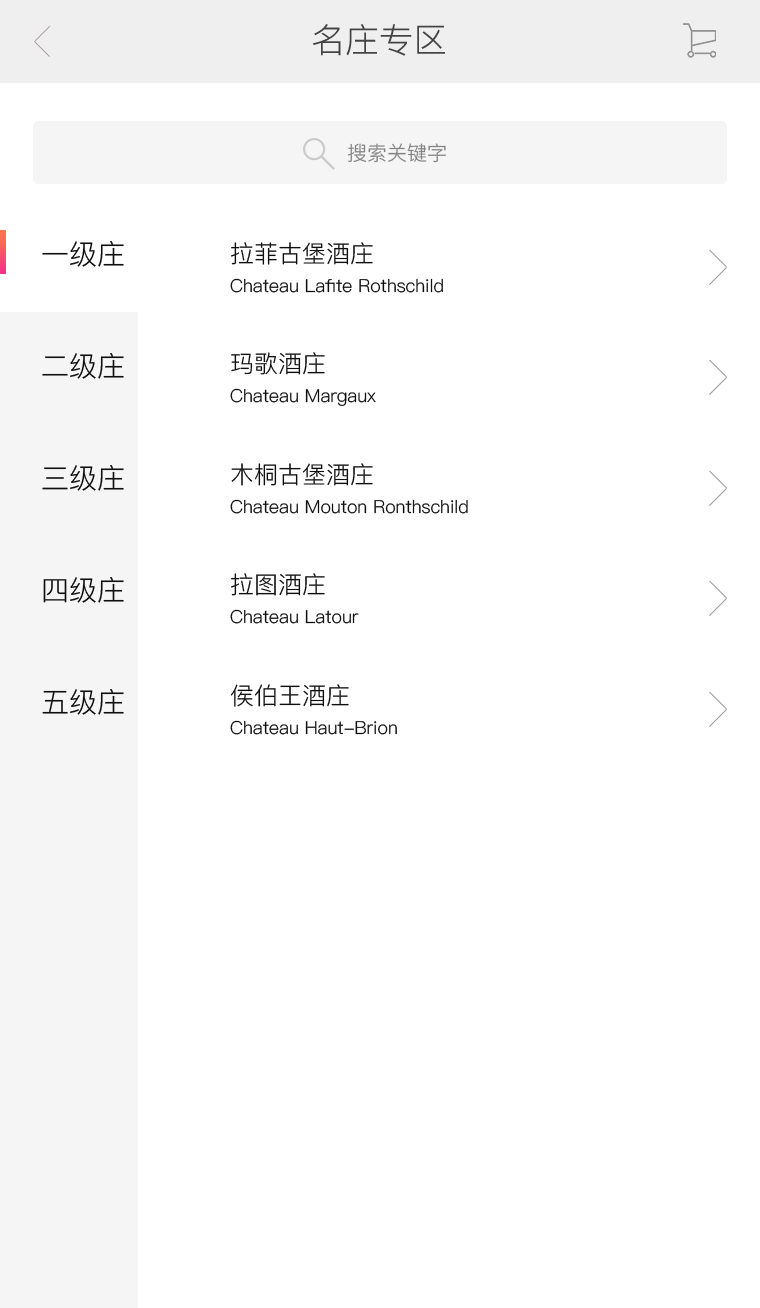 名庄专区
搜索关键字
一级庄
拉菲古堡酒庄
Chateau Lafite Rothschild
二级庄
玛歌酒庄
Chateau Margaux
三级庄
木桐古堡酒庄
Chateau Mouton Ronthschild
四级庄
拉图酒庄
Chateau Latour
五级庄
侯伯王酒庄
Chateau Haut-Brion